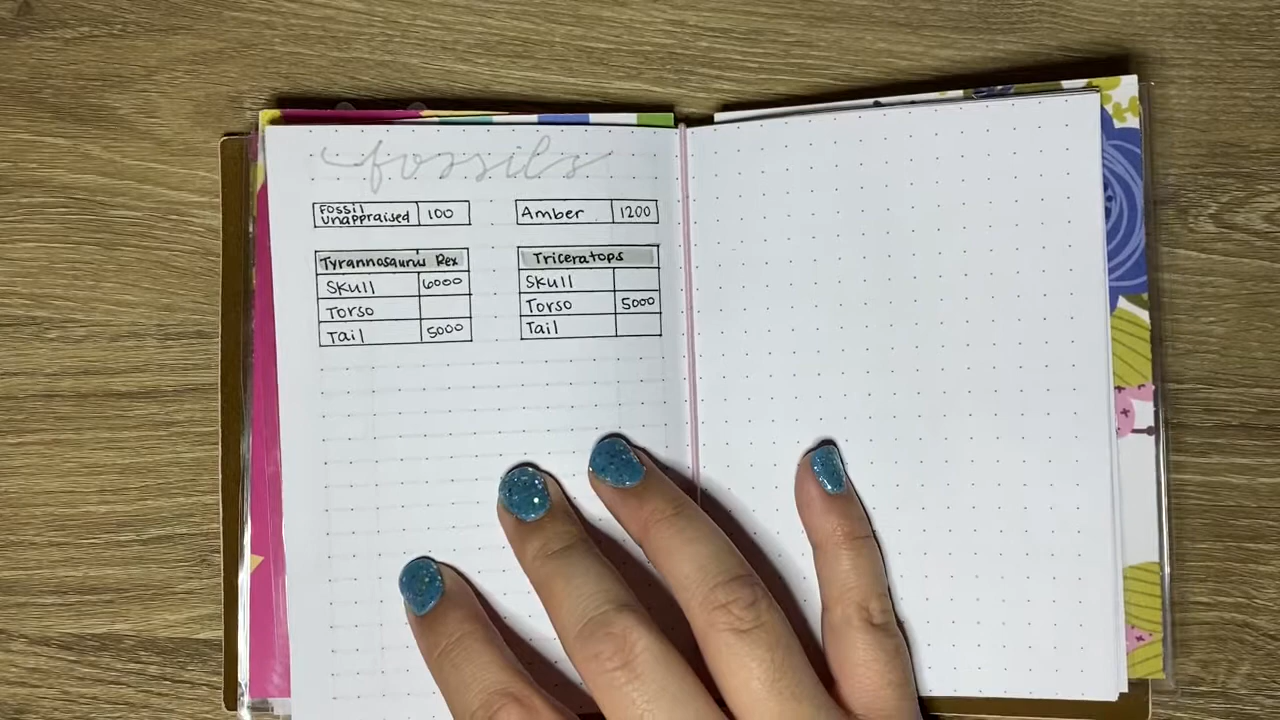 fossils
Fossil
unappraised 100
Amber 1200
Tyrannosaurus Rex
Skull 6000
Torso
Tail 5000
Triceratops
Skull
Torso 5000
Tail